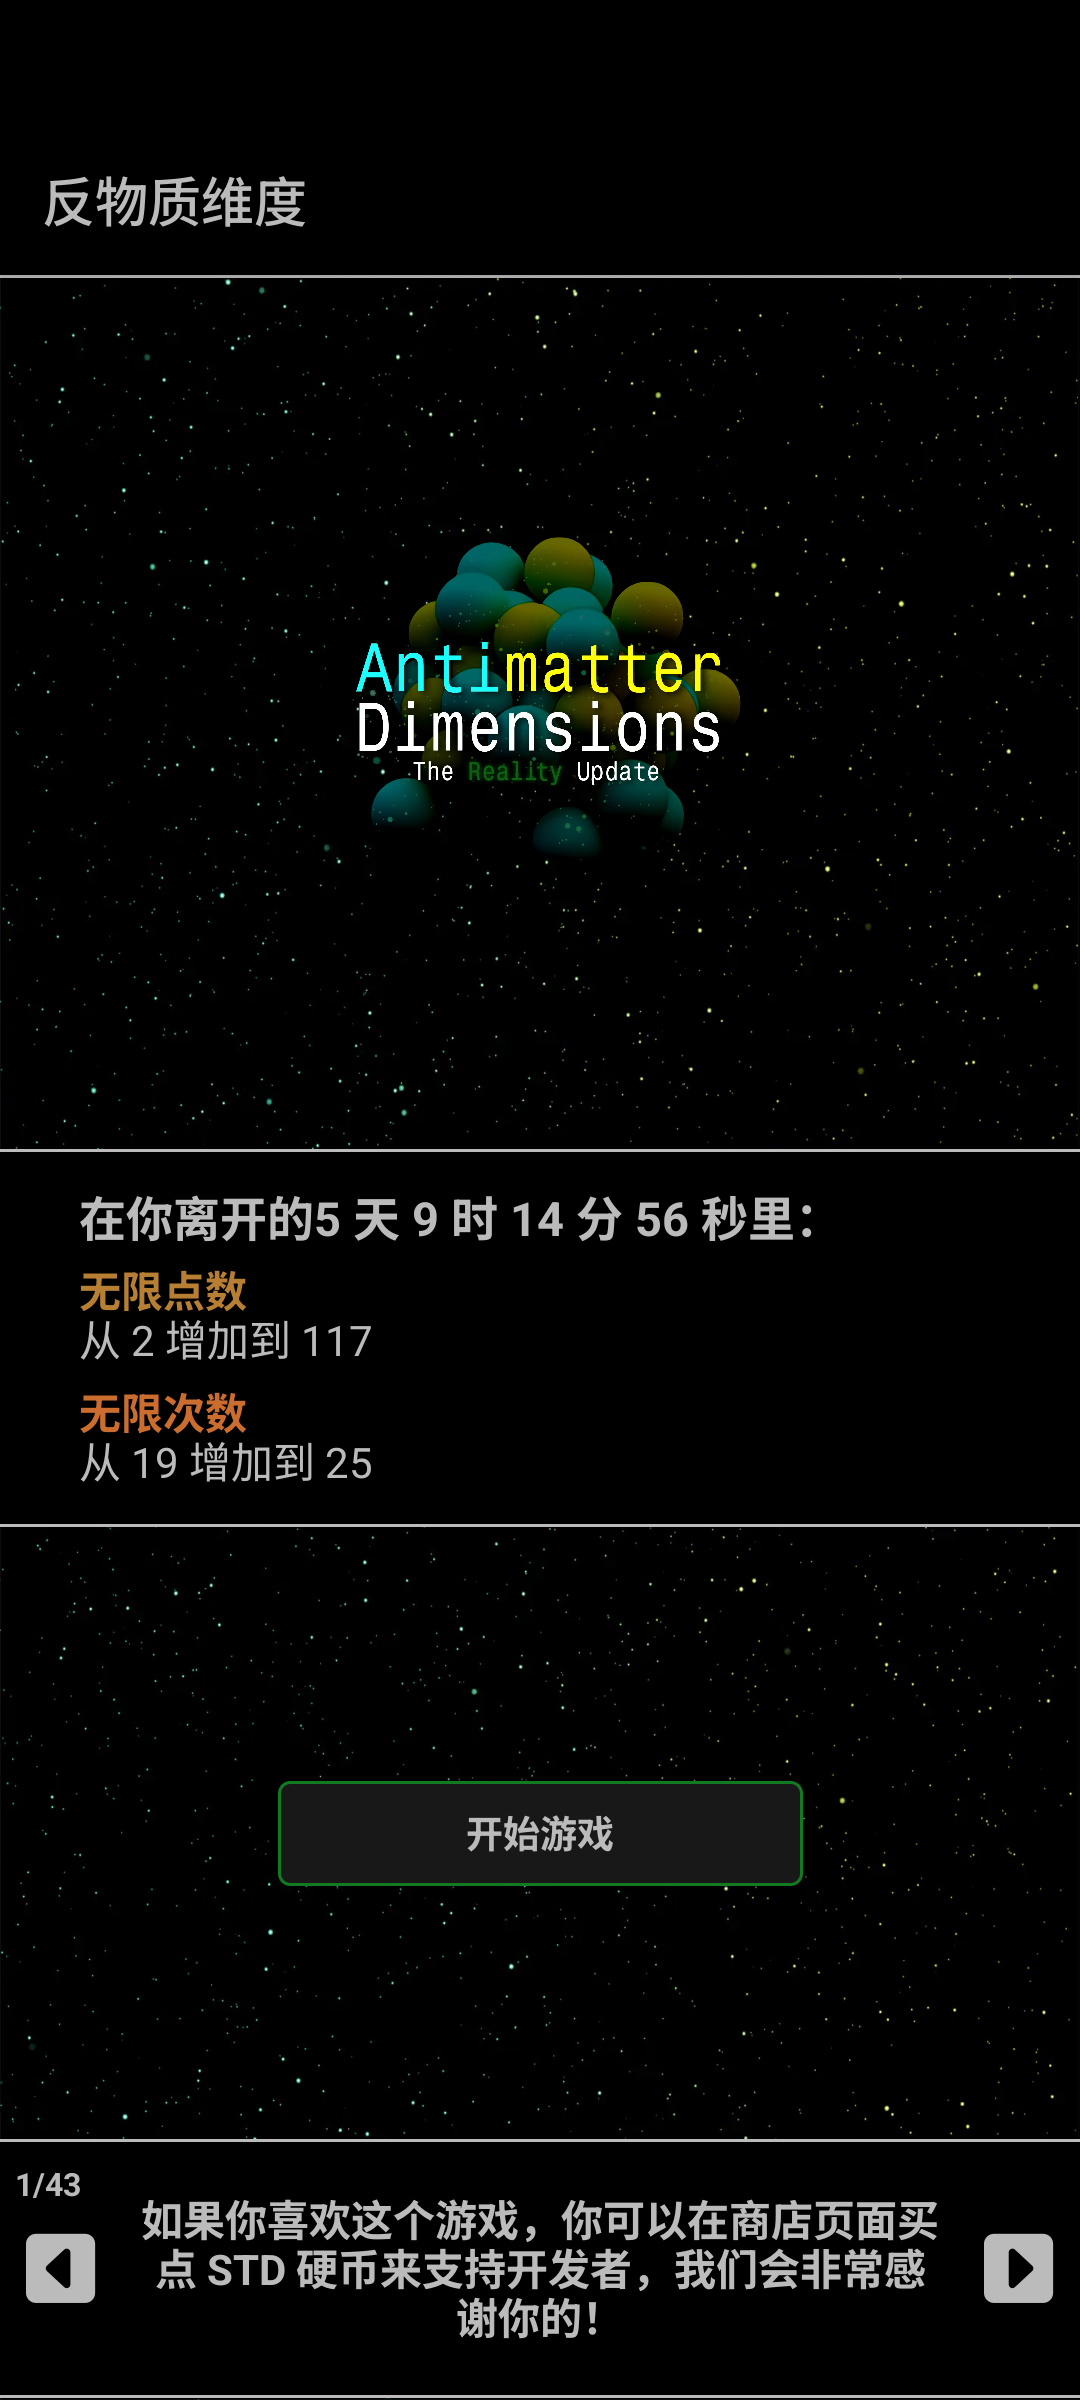 反物质维度
Antimatter
Dimensions
The Reality Update
在你离开的5 天 9 时 14 分 56 秒里：
无限点数
从 2 增加到 117
无限次数
从 19 增加到 25
开始游戏
1/43
如果你喜欢这个游戏，你可以在商店页面买
点 STD 硬币来支持开发者，我们会非常感
谢你的！